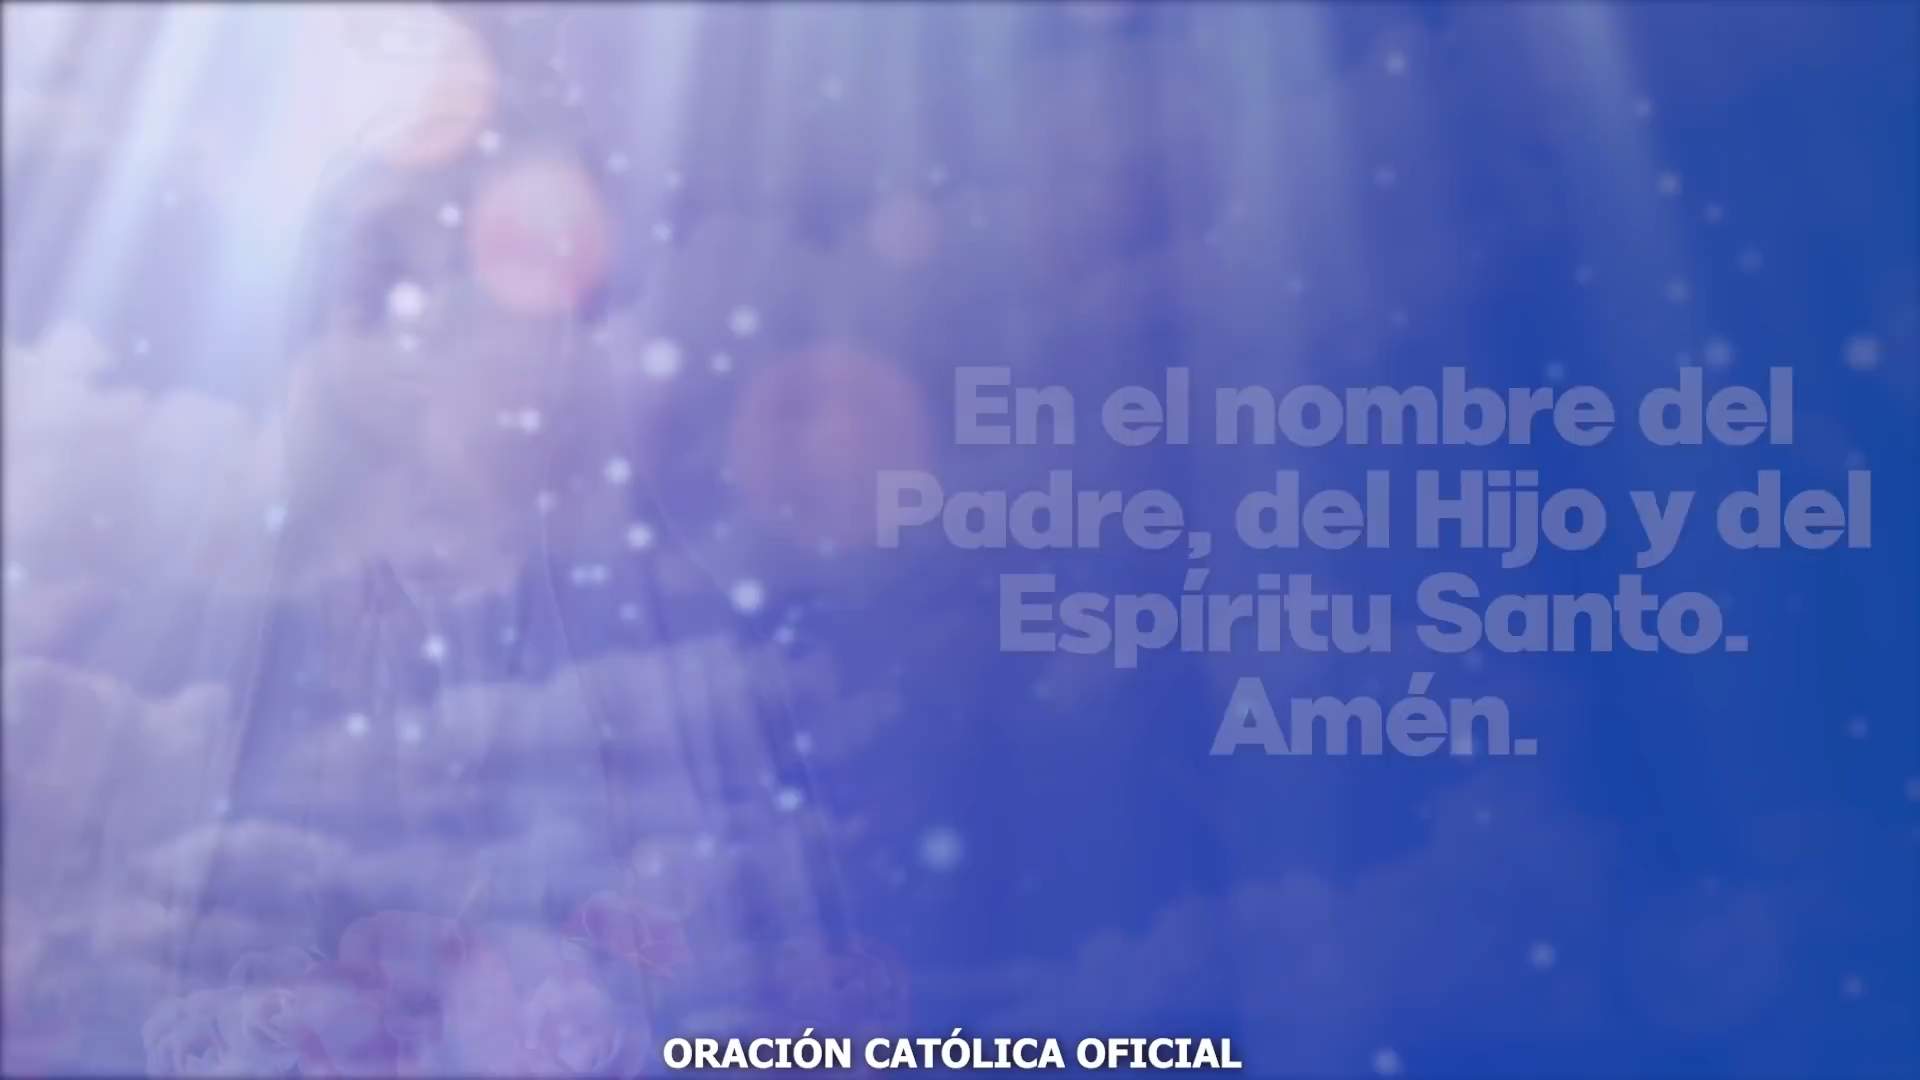 En el nombre del
Padre, del Hijo y del
Espíritu Santo.
Amén.
ORACIÓN CATÓLICA OFICIAL